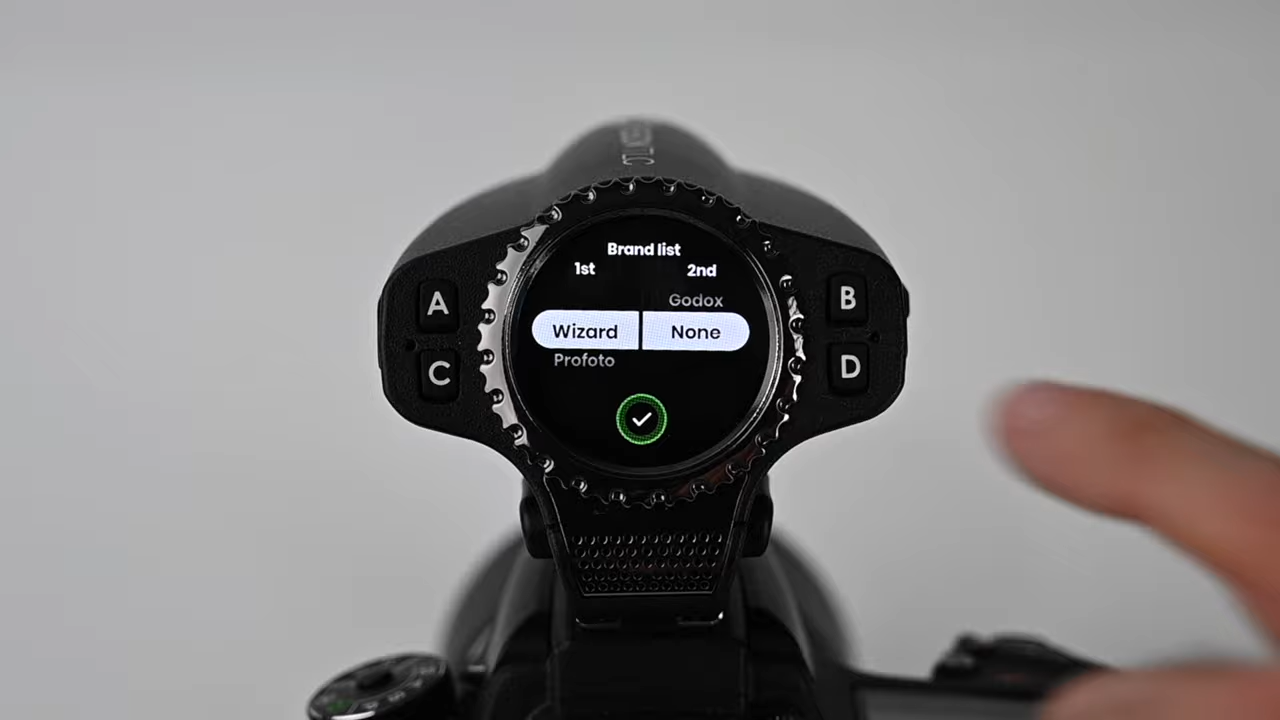 Brand list
1st 2nd
Godox
Wizard None
Profoto
A B
C D